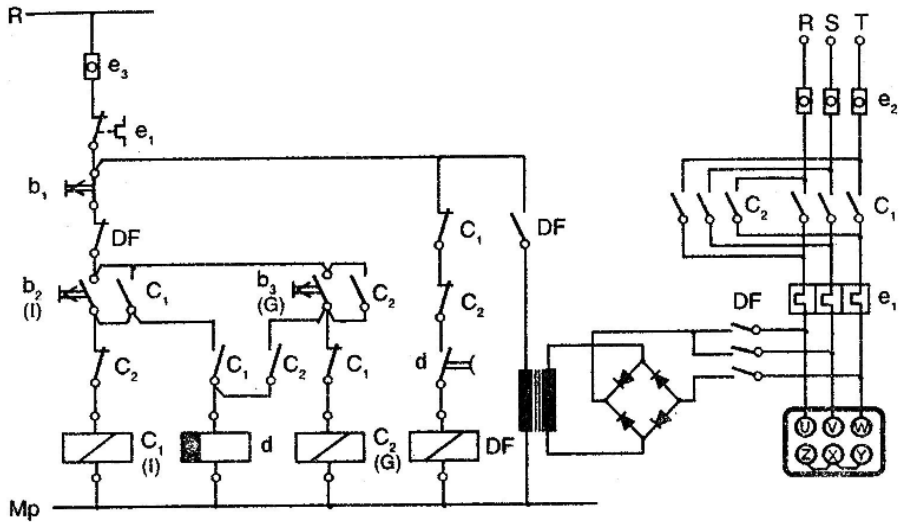 R
e₃
e₁
b₁
DF
b₂
(I)
C₁
b₃
(G)
C₂
C₂
C₁
C₂
C₁
C₁
C₂
d
DF
C₁
(I)
d
C₂
(G)
DF
Mp
R S T
e₂
C₂
C₁
e₁
DF
U V W
Z X Y